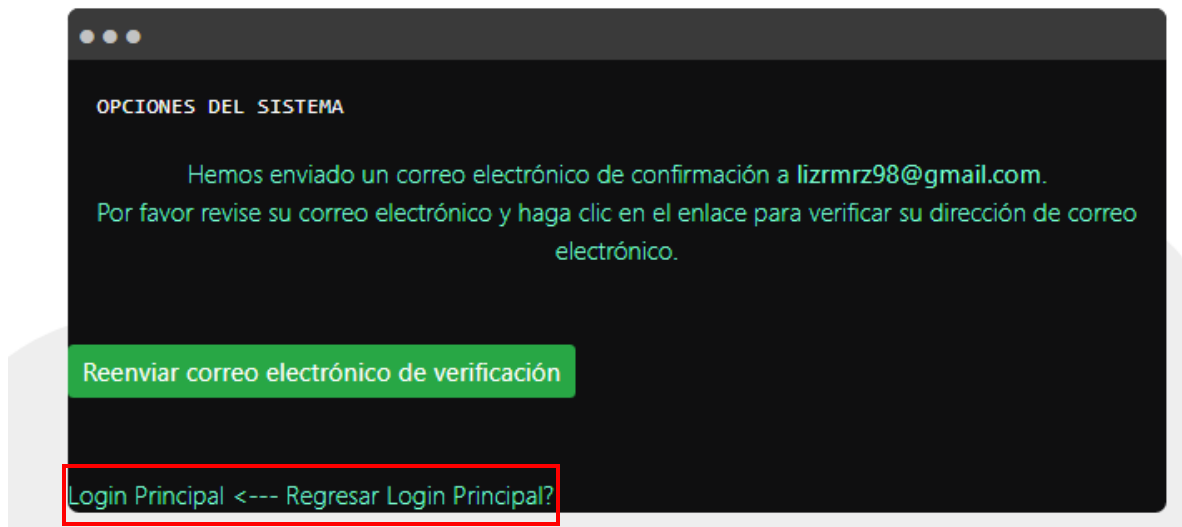 OPCIONES DEL SISTEMA
Hemos enviado un correo electrónico de confirmación a lizrmrz98@gmail.com.
Por favor revise su correo electrónico y haga clic en el enlace para verificar su dirección de correo
electrónico.
Reenviar correo electrónico de verificación
Login Principal <--- Regresar Login Principal?